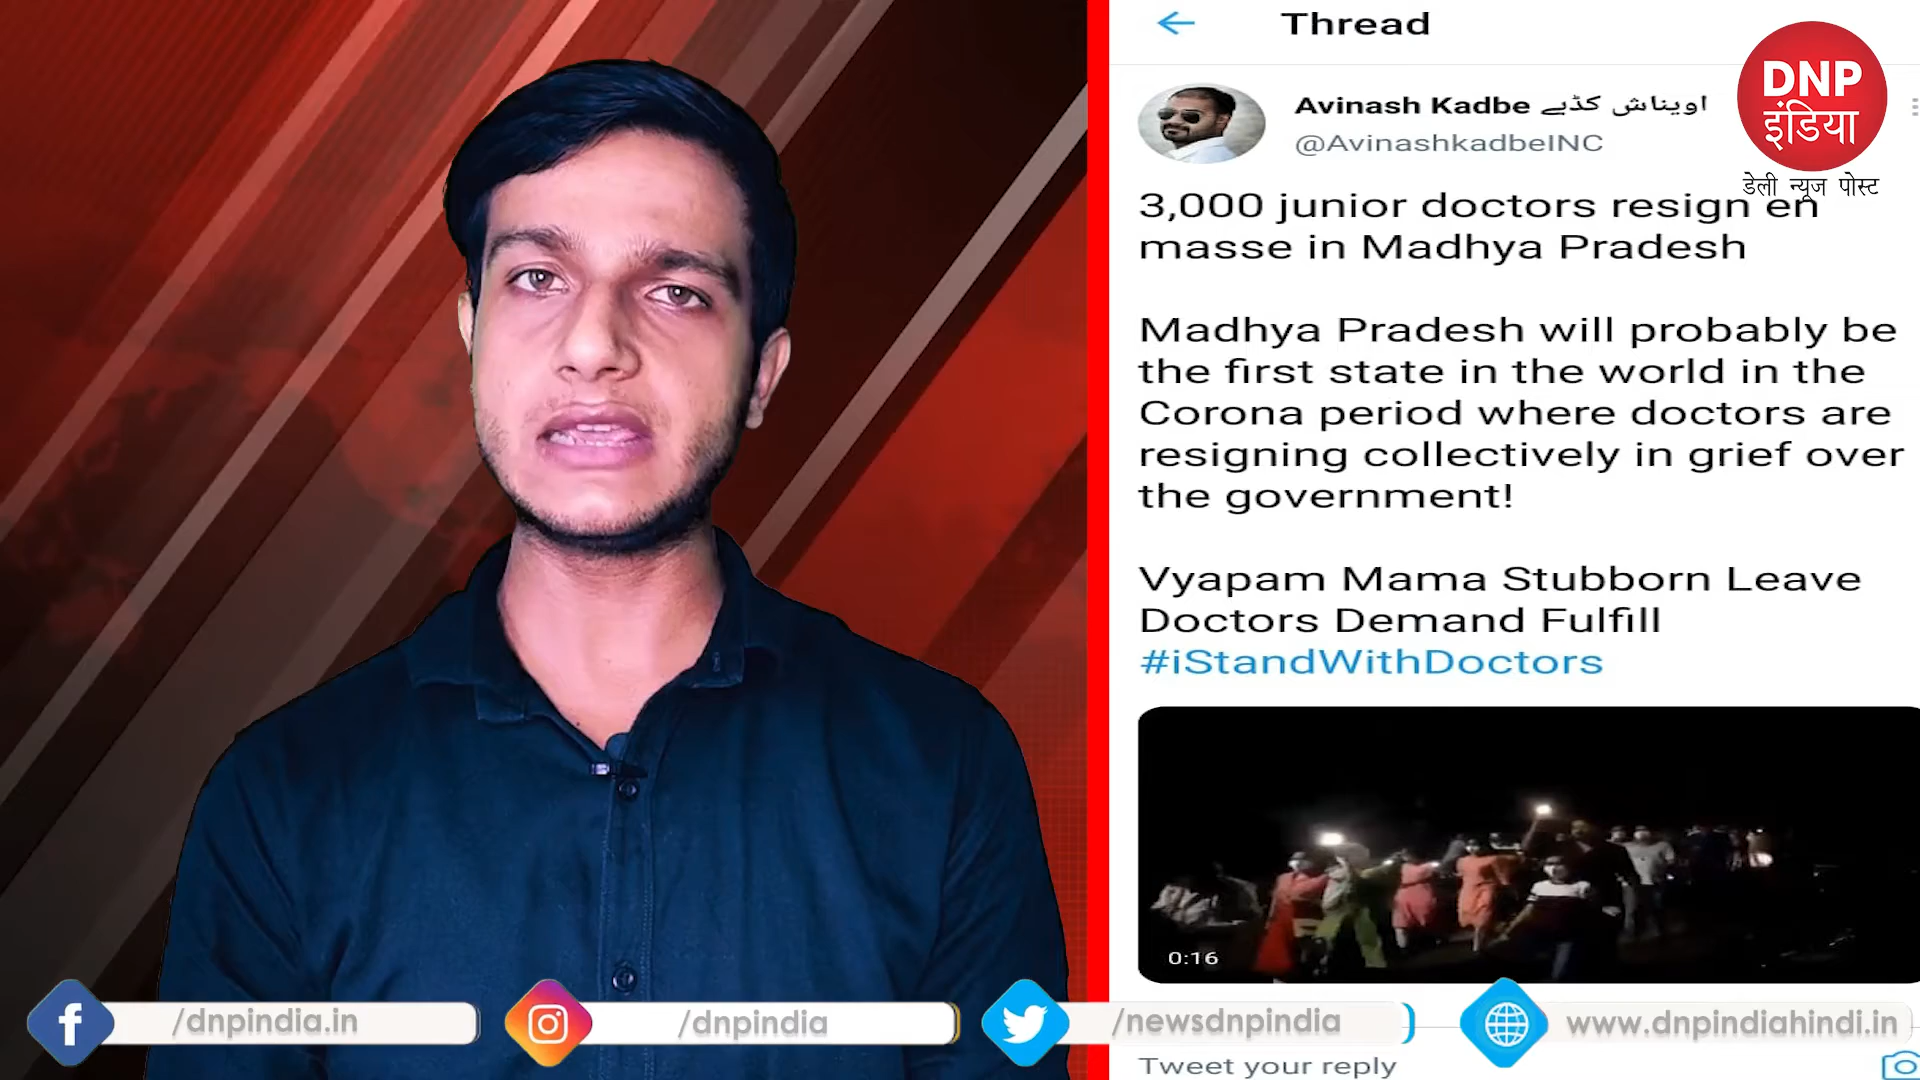 Thread
DNP
इंडिया
डेली न्यूज पोस्ट
Avinash Kadbe اویناش کڈبے
@AvinashkadbeINC
3,000 junior doctors resign en
masse in Madhya Pradesh
Madhya Pradesh will probably be
the first state in the world in the
Corona period where doctors are
resigning collectively in grief over
the government!
Vyapam Mama Stubborn Leave
Doctors Demand Fulfill
#iStandWithDoctors
0:16
/dnpindia.in
/dnpindia
/newsdnpindia
www.dnpindiahindi.in
Tweet your reply